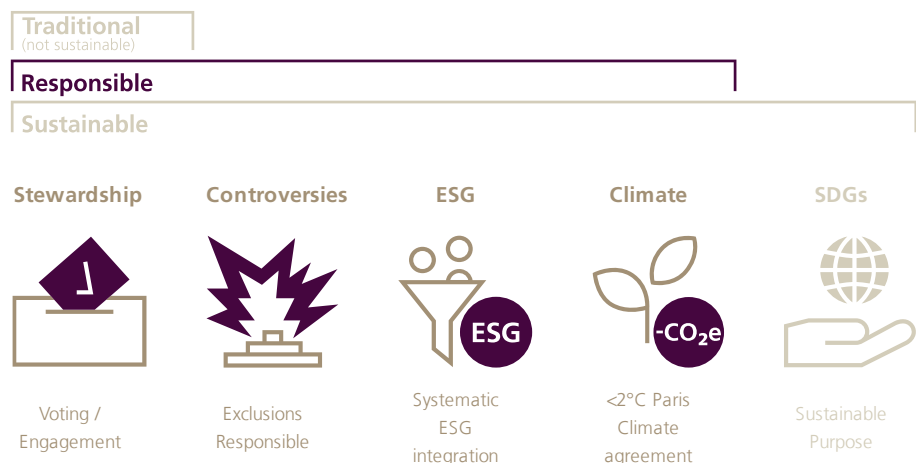 Traditional
(not sustainable)
Responsible
Sustainable
Stewardship
Controversies
ESG
Climate
SDGs
ESG
-CO₂e
Voting /
Engagement
Exclusions
Responsible
Systematic
ESG
integration
<2°C Paris
Climate
agreement
Sustainable
Purpose